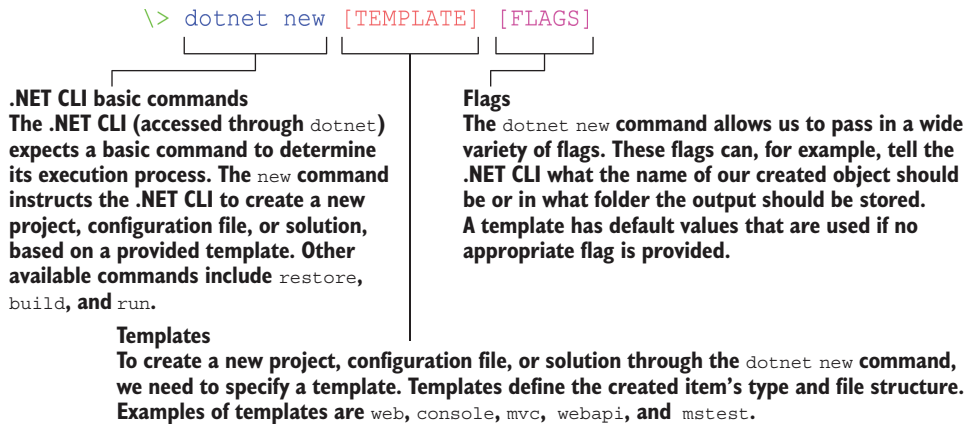 \> dotnet new [TEMPLATE] [FLAGS]
.NET CLI basic commands
The .NET CLI (accessed through dotnet)
expects a basic command to determine
its execution process. The new command
instructs the .NET CLI to create a new
project, configuration file, or solution,
based on a provided template. Other
available commands include restore,
build, and run.
Flags
The dotnet new command allows us to pass in a wide
variety of flags. These flags can, for example, tell the
.NET CLI what the name of our created object should
be or in what folder the output should be stored.
A template has default values that are used if no
appropriate flag is provided.
Templates
To create a new project, configuration file, or solution through the dotnet new command,
we need to specify a template. Templates define the created item's type and file structure.
Examples of templates are web, console, mvc, webapi, and mstest.